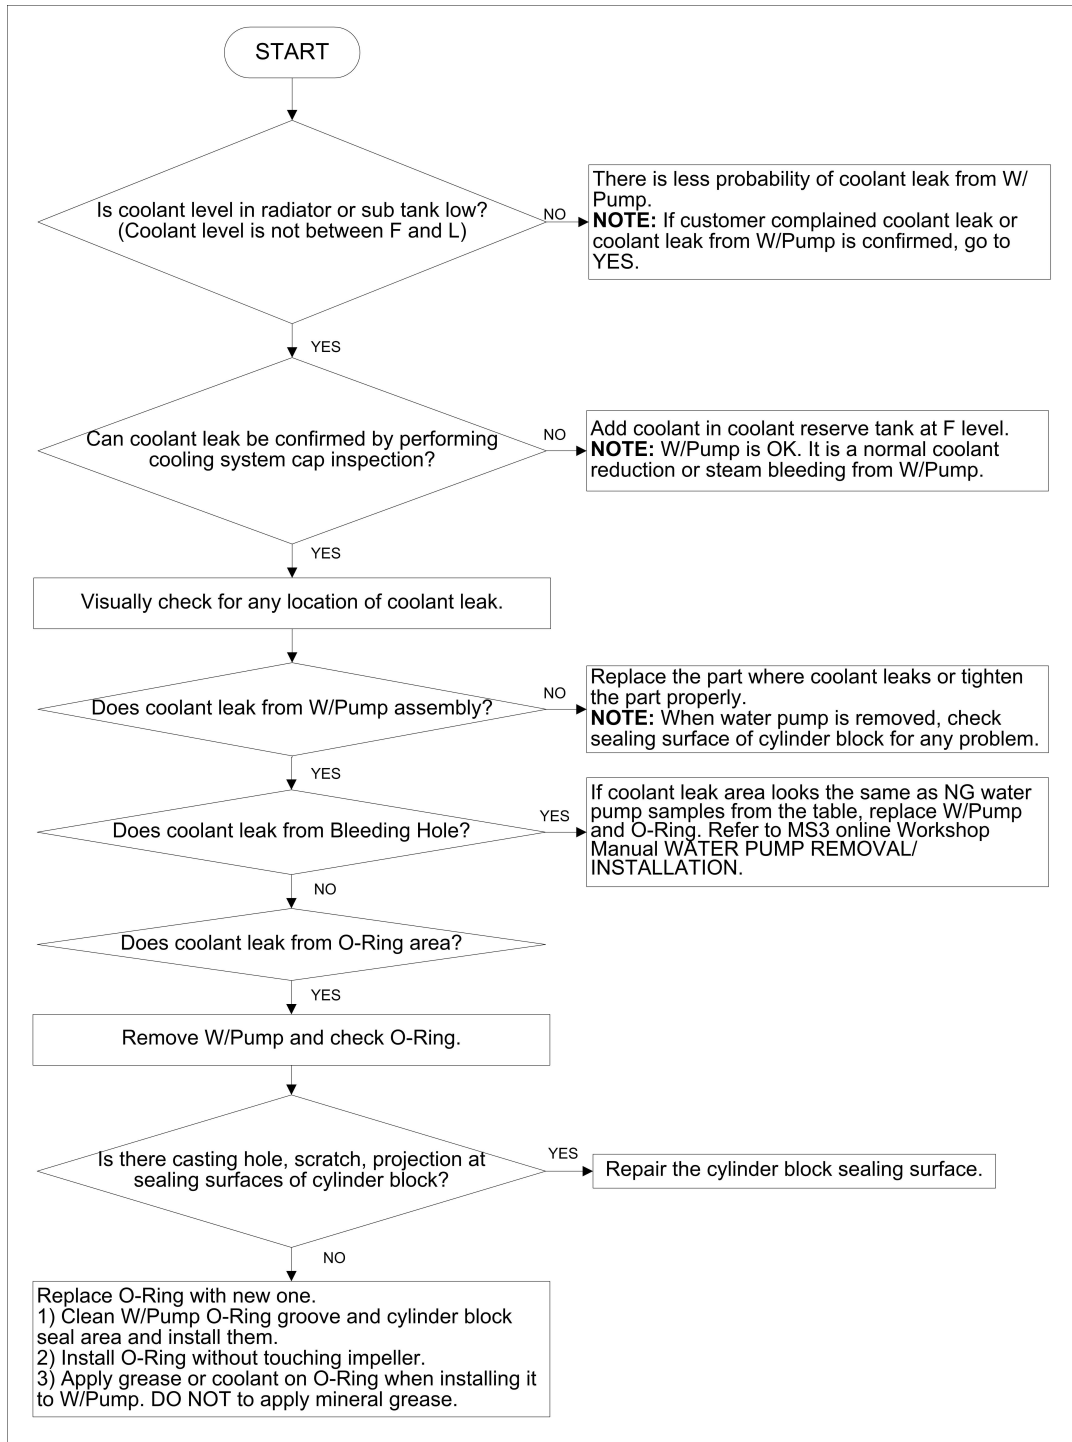 START
Is coolant level in radiator or sub tank low?
(Coolant level is not between F and L)
NO
There is less probability of coolant leak from W/
Pump.
NOTE: If customer complained coolant leak or
coolant leak from W/Pump is confirmed, go to
YES.
YES
Can coolant leak be confirmed by performing
cooling system cap inspection?
NO
Add coolant in coolant reserve tank at F level.
NOTE: W/Pump is OK. It is a normal coolant
reduction or steam bleeding from W/Pump.
YES
Visually check for any location of coolant leak.
Does coolant leak from W/Pump assembly?
NO
Replace the part where coolant leaks or tighten
the part properly.
NOTE: When water pump is removed, check
sealing surface of cylinder block for any problem.
YES
Does coolant leak from Bleeding Hole?
YES
If coolant leak area looks the same as NG water
pump samples from the table, replace W/Pump
and O-Ring. Refer to MS3 online Workshop
Manual WATER PUMP REMOVAL/
INSTALLATION.
NO
Does coolant leak from O-Ring area?
YES
Remove W/Pump and check O-Ring.
Is there casting hole, scratch, projection at
sealing surfaces of cylinder block?
YES
Repair the cylinder block sealing surface.
NO
Replace O-Ring with new one.
1) Clean W/Pump O-Ring groove and cylinder block
seal area and install them.
2) Install O-Ring without touching impeller.
3) Apply grease or coolant on O-Ring when installing it
to W/Pump. DO NOT to apply mineral grease.